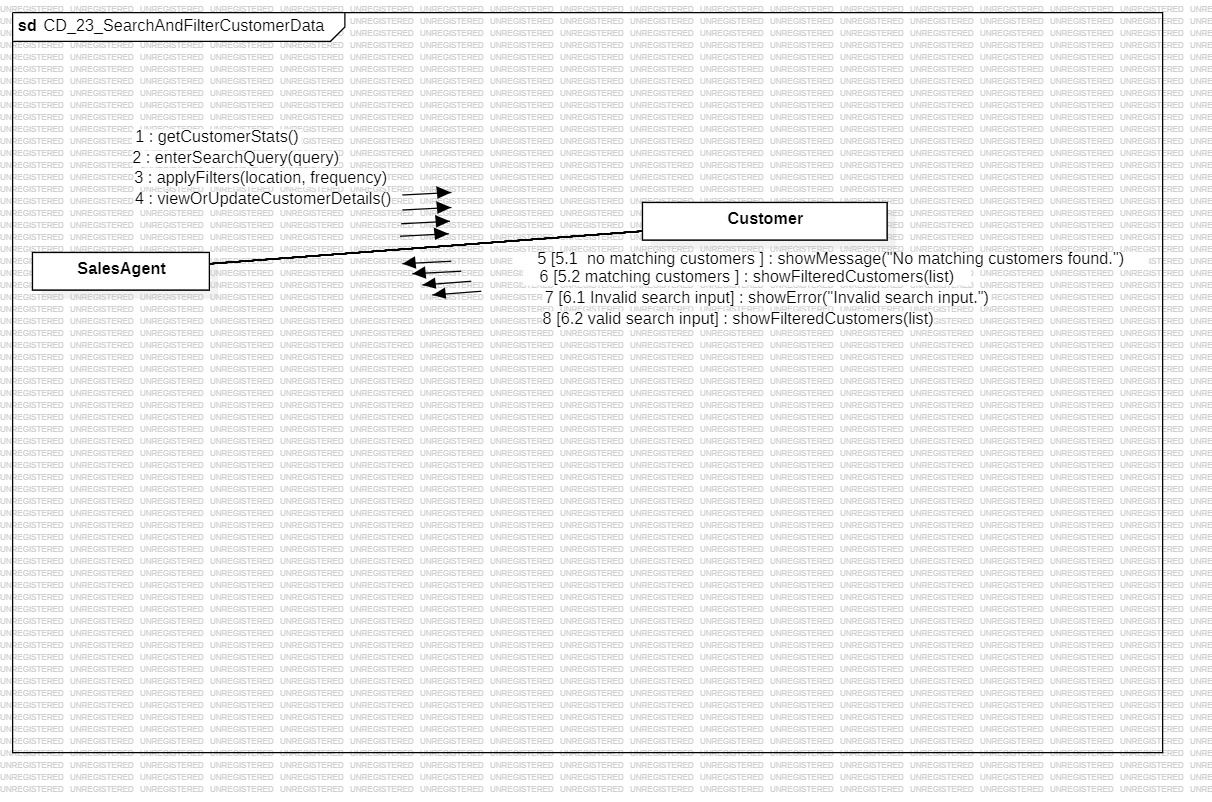 sd CD_23_SearchAndFilterCustomerData
1 : getCustomerStats()
2 : enterSearchQuery(query)
3 : applyFilters(location, frequency)
4 : viewOrUpdateCustomerDetails()
Customer
SalesAgent
5 [5.1  no matching customers ] : showMessage("No matching customers found.")
6 [5.2 matching customers ] : showFilteredCustomers(list)
7 [6.1 Invalid search input] : showError("Invalid search input.")
8 [6.2 valid search input] : showFilteredCustomers(list)
UNREGISTERED